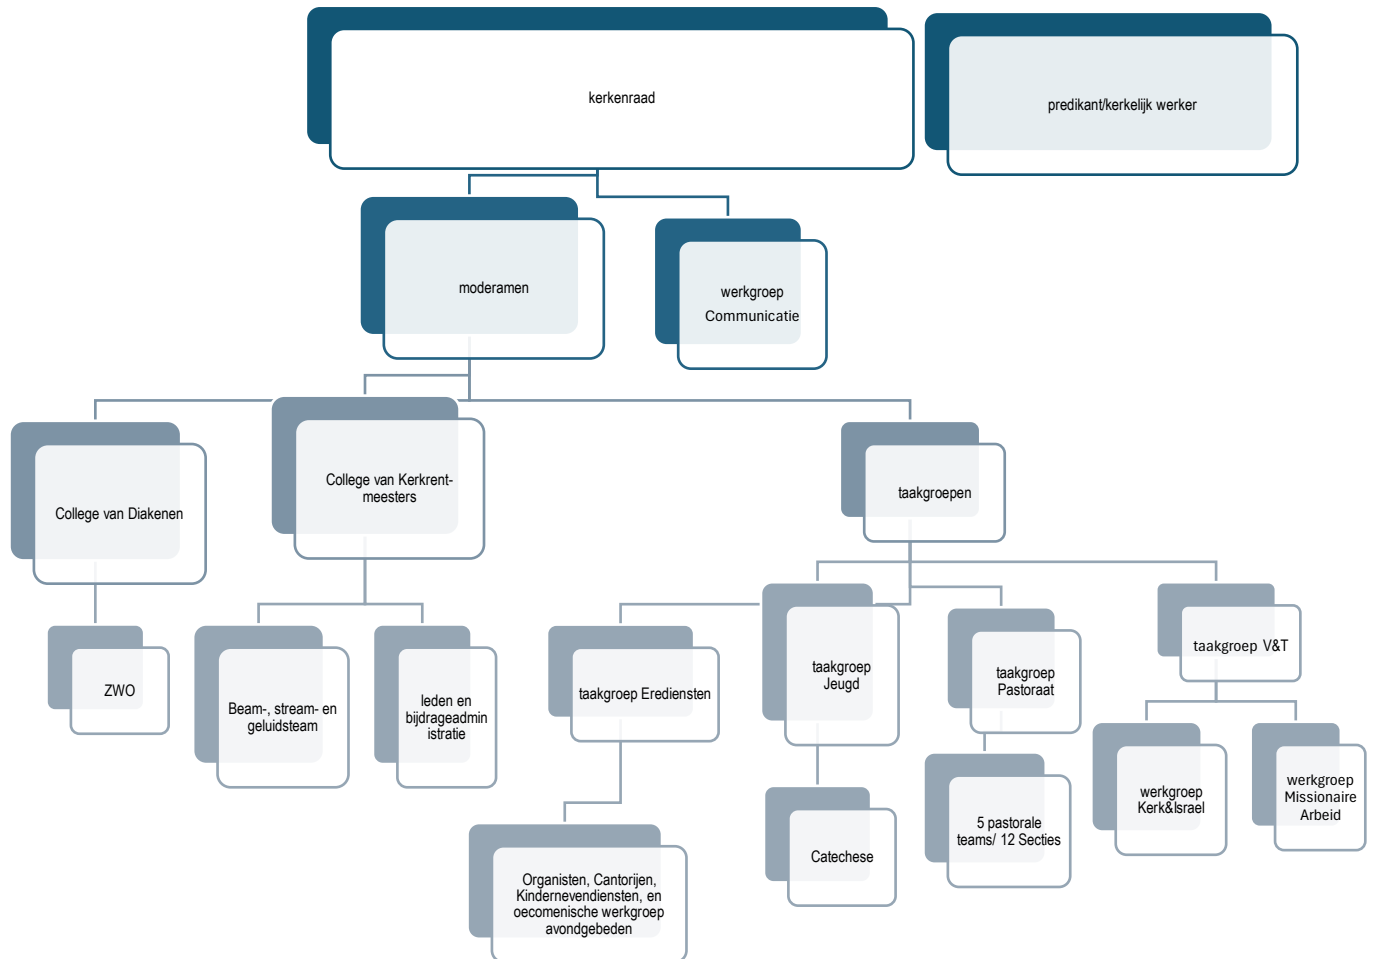 kerkenraad
predikant/kerkelijk werker
moderamen
werkgroep
Communicatie
College van Diakenen
College van Kerkrent-
meesters
taakgroepen
ZWO
Beam-, stream- en
geluidsteam
leden en
bijdrageadmin
istratie
taakgroep Erediensten
taakgroep
Jeugd
taakgroep
Pastoraat
taakgroep V&T
Organisten, Cantorijen,
Kindernevendiensten, en
oecomenische werkgroep
avondgebeden
Catechese
5 pastorale
teams/ 12 Secties
werkgroep
Kerk&Israel
werkgroep
Missionaire
Arbeid